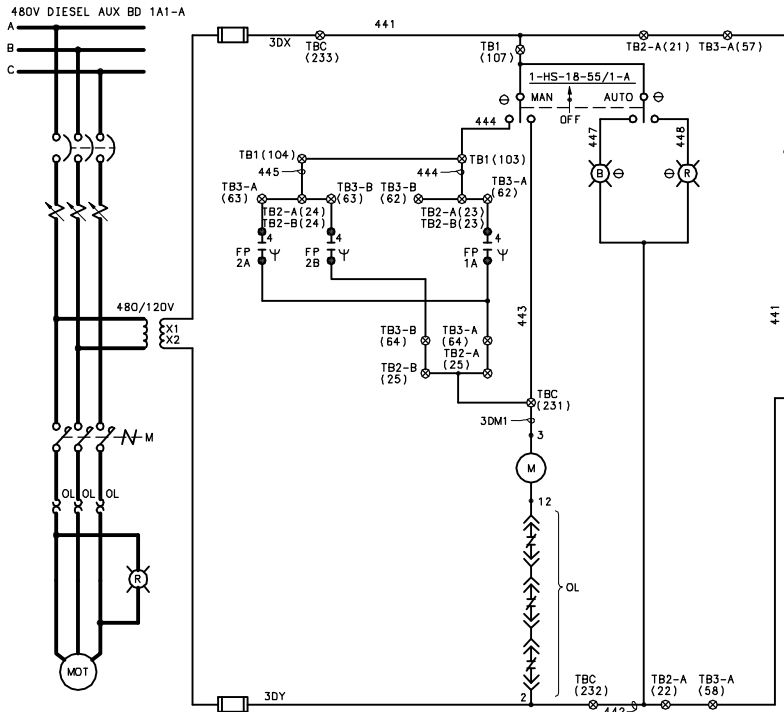 480V DIESEL AUX BD 1A1-A
A
B
C
441
3DX
TBC
(233)
TB1
(107)
TB2-A(21)
TB3-A(57)
1-HS-18-55/1-A
MAN
AUTO
OFF
444
447
448
TB1(104)
445
444
TB1(103)
B
R
TB3-A
(63)
TB3-B
(63)
TB3-B
(62)
TB3-A
(62)
TB2-A(24)
TB2-B(24)
TB2-A(23)
TB2-B(23)
4
4
4
FP
2A
FP
2B
FP
1A
Ψ
Ψ
Ψ
480/120V
X1
X2
443
441
TB3-B
(64)
TB3-A
(64)
TB2-A
(25)
TB2-B
(25)
TBC
(231)
3DM1
3
M
M
OL
OL
OL
12
R
OL
MOT
2
3DY
TBC
(232)
TB2-A
(22)
TB3-A
(58)
442